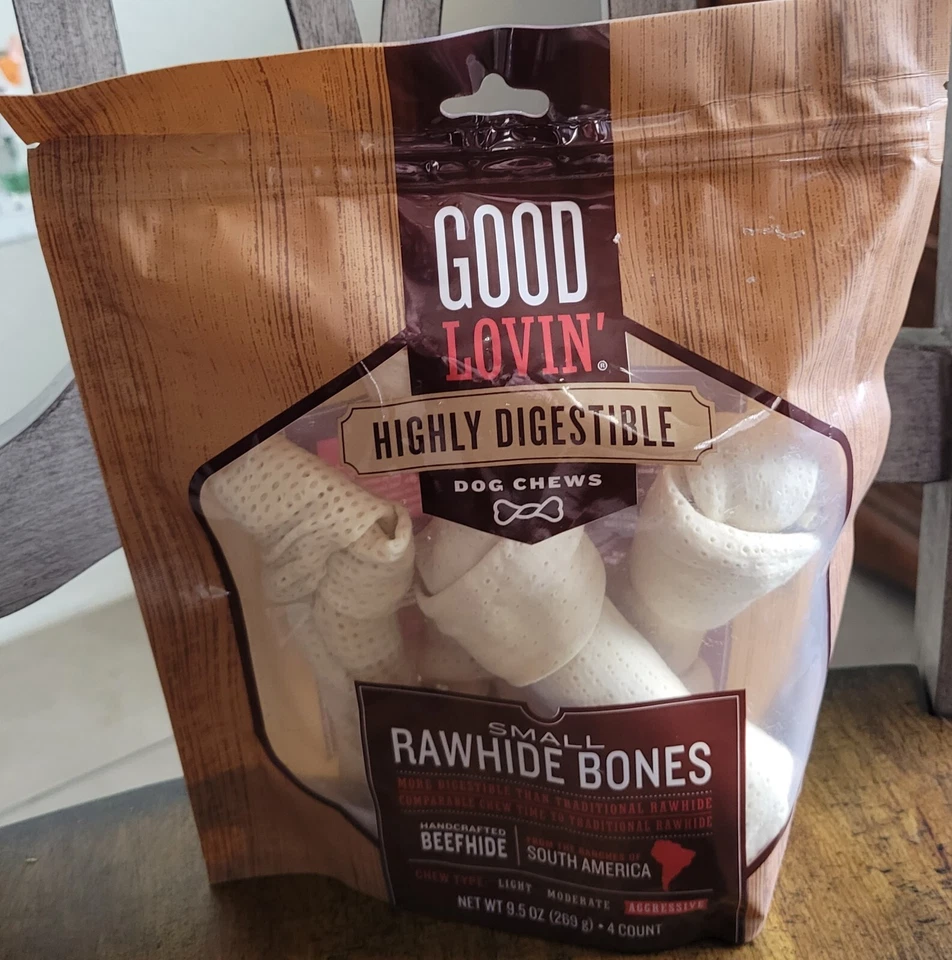 GOOD
LOVIN'®
HIGHLY DIGESTIBLE
DOG CHEWS
SMALL
RAWHIDE BONES
MORE DIGESTIBLE THAN TRADITIONAL RAWHIDE
COMPARABLE CHEW TIME TO TRADITIONAL RAWHIDE
HANDCRAFTED
BEEFHIDE
FROM THE RANCHES OF
SOUTH AMERICA
CHEW TYPE: LIGHT MODERATE AGGRESSIVE
NET WT 9.5 OZ (269 g) • 4 COUNT